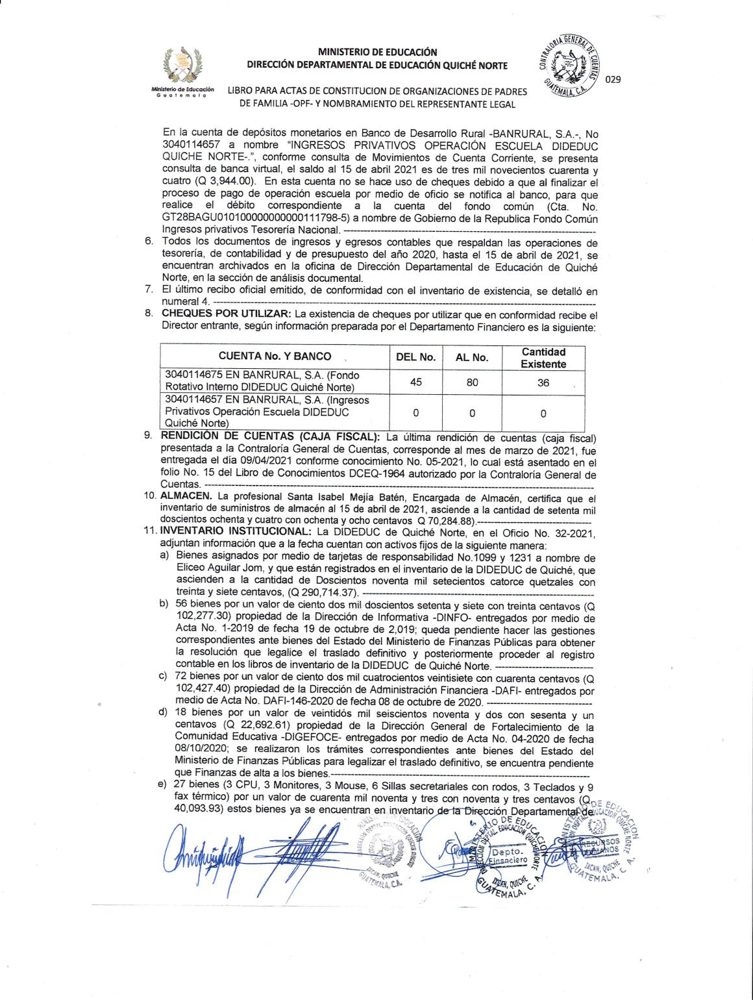 MINISTERIO DE EDUCACIÓN
DIRECCIÓN DEPARTAMENTAL DE EDUCACIÓN QUICHÉ NORTE
Ministerio de Educación
Guatemala
CONTRALORIA GENERAL DE CUENTAS
GUATEMALA, C.A.
029
LIBRO PARA ACTAS DE CONSTITUCION DE ORGANIZACIONES DE PADRES
DE FAMILIA -OPF- Y NOMBRAMIENTO DEL REPRESENTANTE LEGAL
En la cuenta de depósitos monetarios en Banco de Desarrollo Rural -BANRURAL, S.A.-, No
3040114657 a nombre “INGRESOS PRIVATIVOS OPERACIÓN ESCUELA DIDEDUC
QUICHE NORTE-.”, conforme consulta de Movimientos de Cuenta Corriente, se presenta
consulta de banca virtual, el saldo al 15 de abril 2021 es de tres mil novecientos cuarenta y
cuatro (Q 3,944.00). En esta cuenta no se hace uso de cheques debido a que al finalizar el
proceso de pago de operación escuela por medio de oficio se notifica al banco, para que
realice el débito correspondiente a la cuenta del fondo común (Cta. No.
GT28BAGU01010000000000111798-5) a nombre de Gobierno de la Republica Fondo Común
Ingresos privativos Tesorería Nacional. ----------
6. Todos los documentos de ingresos y egresos contables que respaldan las operaciones de
tesorería, de contabilidad y de presupuesto del año 2020, hasta el 15 de abril de 2021, se
encuentran archivados en la oficina de Dirección Departamental de Educación de Quiché
Norte, en la sección de análisis documental.
7. El último recibo oficial emitido, de conformidad con el inventario de existencia, se detalló en
numeral 4. ----------
8. CHEQUES POR UTILIZAR: La existencia de cheques por utilizar que en conformidad recibe el
Director entrante, según información preparada por el Departamento Financiero es la siguiente:
CUENTA No. Y BANCO DEL No. AL No. Cantidad
Existente
3040114675 EN BANRURAL, S.A. (Fondo
Rotativo Interno DIDEDUC Quiché Norte) 45 80 36
3040114657 EN BANRURAL, S.A. (Ingresos
Privativos Operación Escuela DIDEDUC 0 0 0
Quiché Norte)
9. RENDICIÓN DE CUENTAS (CAJA FISCAL): La última rendición de cuentas (caja fiscal)
presentada a la Contraloría General de Cuentas, corresponde al mes de marzo de 2021, fue
entregada el día 09/04/2021 conforme conocimiento No. 05-2021, lo cual está asentado en el
folio No. 15 del Libro de Conocimientos DCEQ-1964 autorizado por la Contraloría General de
Cuentas. ----------
10. ALMACEN. La profesional Santa Isabel Mejía Batén, Encargada de Almacén, certifica que el
inventario de suministros de almacén al 15 de abril de 2021, asciende a la cantidad de setenta mil
doscientos ochenta y cuatro con ochenta y ocho centavos Q 70,284.88).----------
11. INVENTARIO INSTITUCIONAL: La DIDEDUC de Quiché Norte, en el Oficio No. 32-2021,
adjuntan información que a la fecha cuentan con activos fijos de la siguiente manera:
a) Bienes asignados por medio de tarjetas de responsabilidad No.1099 y 1231 a nombre de
Eliceo Aguilar Jom, y que están registrados en el inventario de la DIDEDUC de Quiché, que
ascienden a la cantidad de Doscientos noventa mil setecientos catorce quetzales con
treinta y siete centavos, (Q 290,714.37). ----------
b) 56 bienes por un valor de ciento dos mil doscientos setenta y siete con treinta centavos (Q
102,277.30) propiedad de la Dirección de Informativa -DINFO- entregados por medio de
Acta No. 1-2019 de fecha 19 de octubre de 2,019; queda pendiente hacer las gestiones
correspondientes ante bienes del Estado del Ministerio de Finanzas Públicas para obtener
la resolución que legalice el traslado definitivo y posteriormente proceder al registro
contable en los libros de inventario de la DIDEDUC de Quiché Norte. ----------
c) 72 bienes por un valor de ciento dos mil cuatrocientos veintisiete con cuarenta centavos (Q
102,427.40) propiedad de la Dirección de Administración Financiera -DAFI- entregados por
medio de Acta No. DAFI-146-2020 de fecha 08 de octubre de 2020. ----------
d) 18 bienes por un valor de veintidós mil seiscientos noventa y dos con sesenta y un
centavos (Q 22,692.61) propiedad de la Dirección General de Fortalecimiento de la
Comunidad Educativa -DIGEFOCE- entregados por medio de Acta No. 04-2020 de fecha
08/10/2020; se realizaron los trámites correspondientes ante bienes del Estado del
Ministerio de Finanzas Públicas para legalizar el traslado definitivo, se encuentra pendiente
que Finanzas de alta a los bienes.----------
e) 27 bienes (3 CPU, 3 Monitores, 3 Mouse, 6 Sillas secretariales con rodos, 3 Teclados y 9
fax térmico) por un valor de cuarenta mil noventa y tres con noventa y tres centavos (Q.
40,093.93) estos bienes ya se encuentran en inventario de la Dirección Departamental de
MINISTERIO DE EDUCACIÓN
DIRECCIÓN DEPTAL. EDUCACIÓN QUICHÉ NORTE
IXCAN, QUICHE
GUATEMALA, C.A.
MINISTERIO DE EDUCACION
DIRECCIÓN DEPTAL. EDUCACIÓN QUICHÉ NORTE
Depto.
Financiero
IXCAN, QUICHE
GUATEMALA, C. A.
MINISTERIO DE EDUCACION
RECURSOS
HUMANOS
IXCAN, QUICHE
GUATEMALA, C. A.